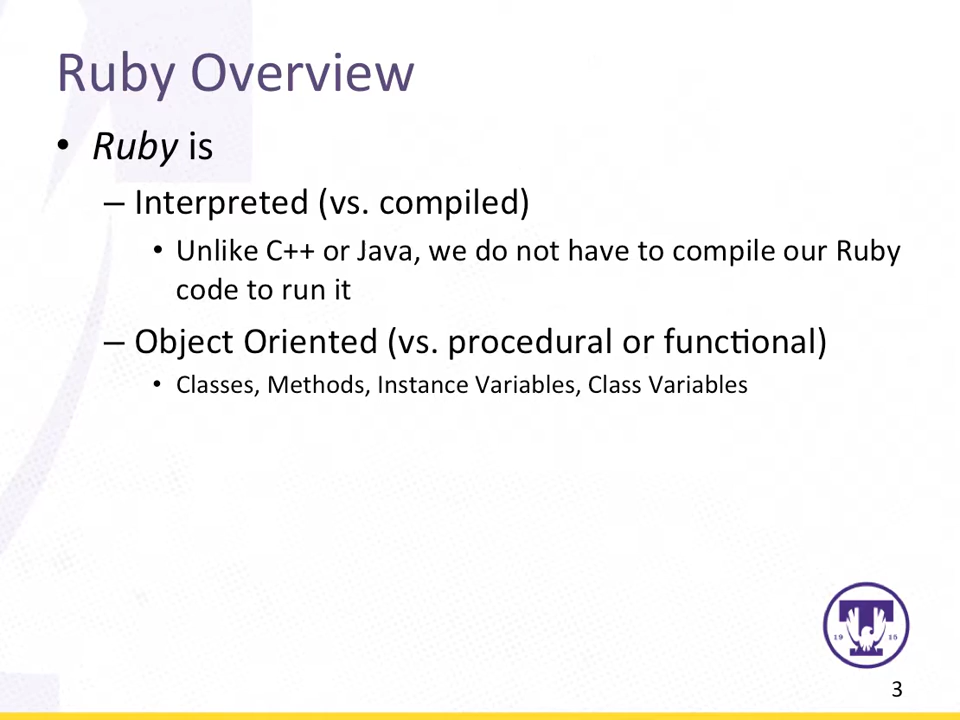 Ruby Overview
• Ruby is
– Interpreted (vs. compiled)
• Unlike C++ or Java, we do not have to compile our Ruby
code to run it
– Object Oriented (vs. procedural or functional)
• Classes, Methods, Instance Variables, Class Variables
T
19 15
3